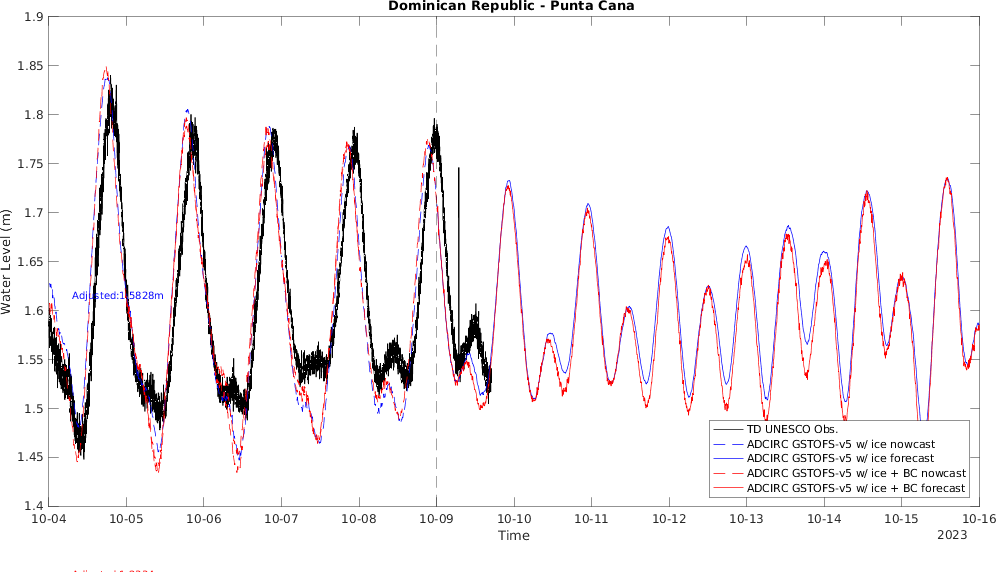 Dominican Republic - Punta Cana
1.9
1.85
1.8
1.75
1.7
1.65
1.6
1.55
1.5
1.45
1.4
Water Level (m)
Adjusted:1.5828m
TD UNESCO Obs.
ADCIRC GSTOFS-v5 w/ ice nowcast
ADCIRC GSTOFS-v5 w/ ice forecast
ADCIRC GSTOFS-v5 w/ ice + BC nowcast
ADCIRC GSTOFS-v5 w/ ice + BC forecast
10-04 10-05 10-06 10-07 10-08 10-09 10-10 10-11 10-12 10-13 10-14 10-15 10-16
Time
2023